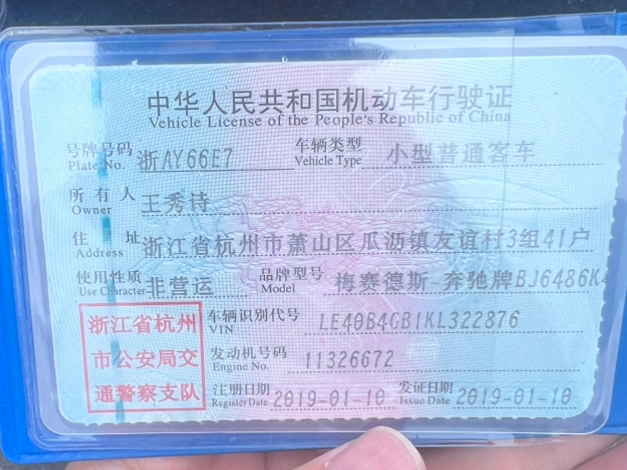 中华人民共和国机动车行驶证
Vehicle License of the People's Republic of China
号牌号码 浙AY66E7 车辆类型 小型普通客车
Plate No. Vehicle Type
所有人 王秀诗
Owner
住址 浙江省杭州市萧山区瓜沥镇友谊村3组41户
Address
使用性质 非营运 品牌型号 梅赛德斯-奔驰牌BJ6486K
Use Character Model
浙江省杭州
市公安局交
通警察支队
车辆识别代号 LE40B4GB1KL322876
VIN
发动机号码 11326672
Engine No.
注册日期 2019-01-10 发证日期 2019-01-10
Register Date Issue Date